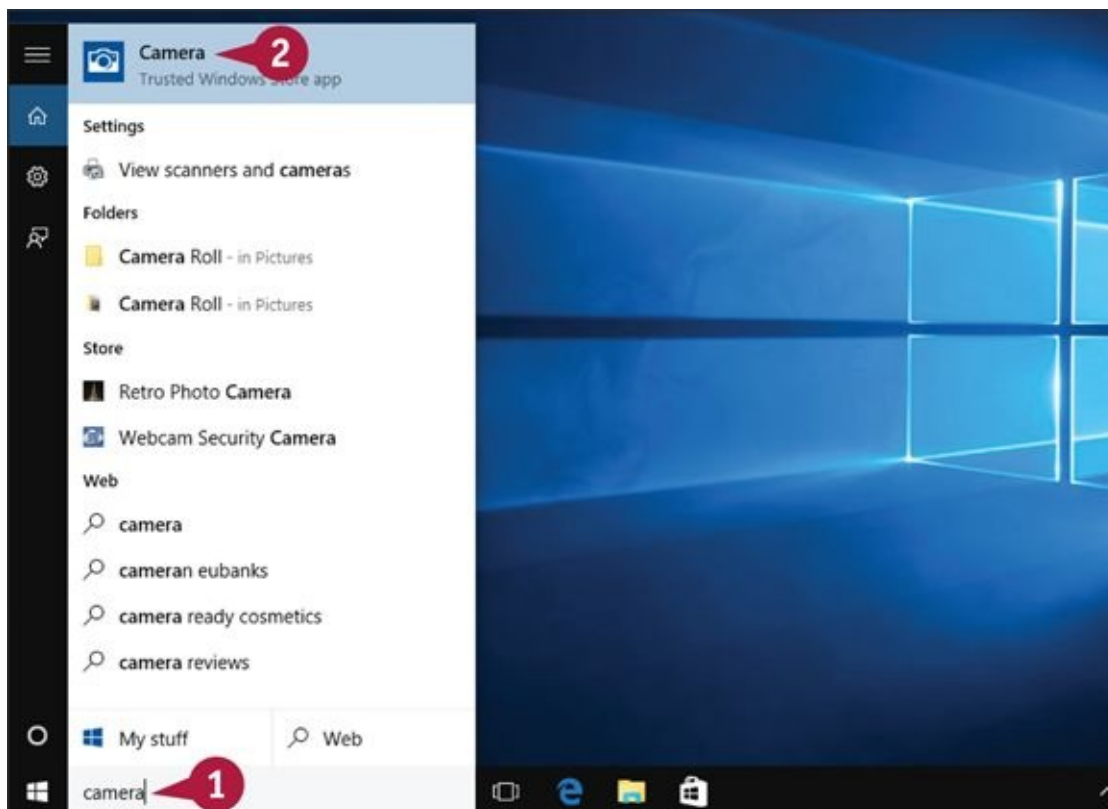 Camera
2
Trusted Windows Store app
Settings
View scanners and cameras
Folders
Camera Roll - in Pictures
Camera Roll - in Pictures
Store
Retro Photo Camera
Webcam Security Camera
Web
camera
cameran eubanks
camera ready cosmetics
camera reviews
My stuff
Web
camera
1